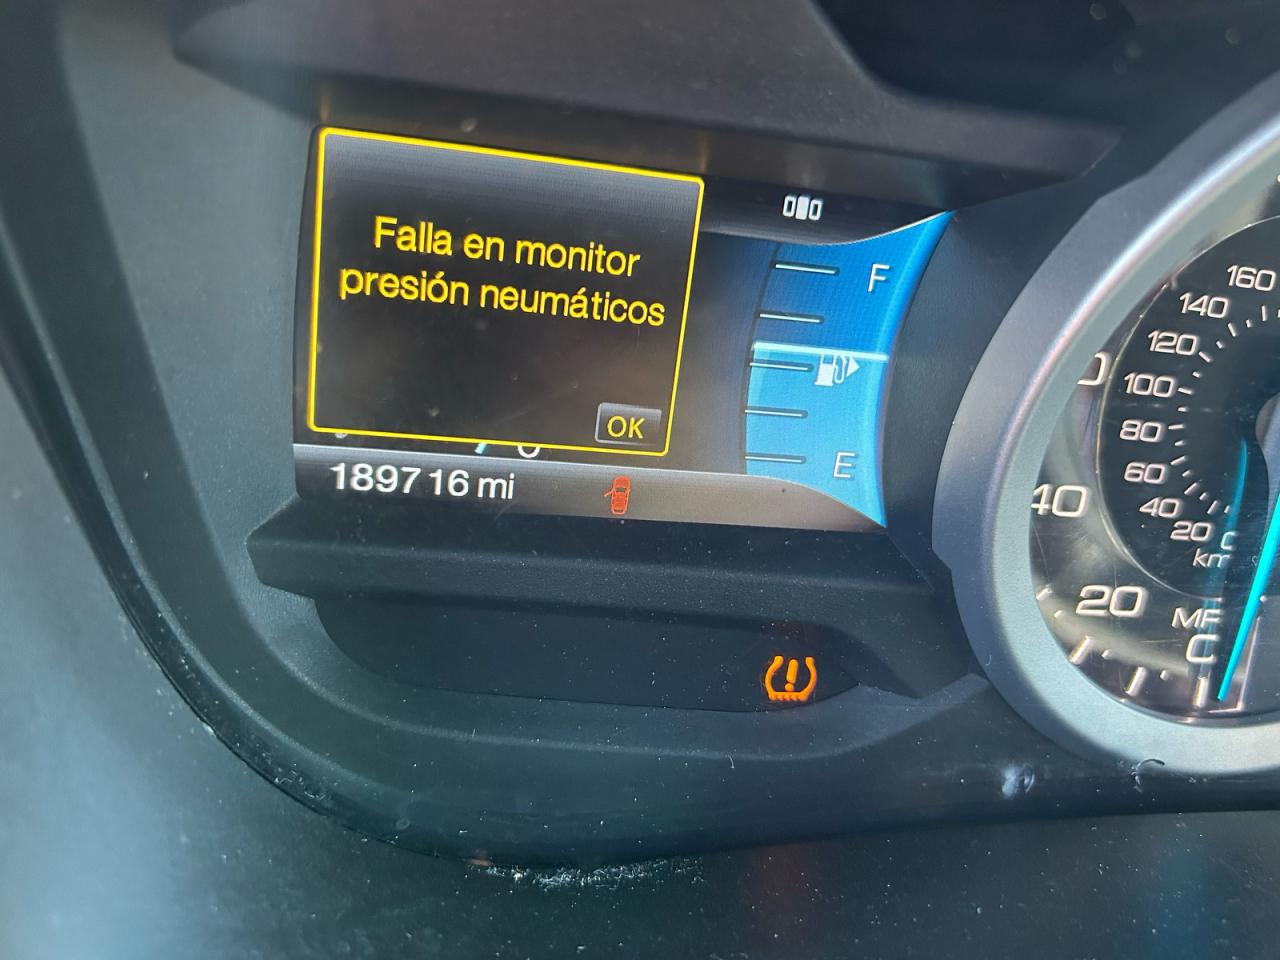 Falla en monitor
presión neumáticos
OK
F
E
189716 mi
160
140
120
100
80
60
40
20
km
40
20